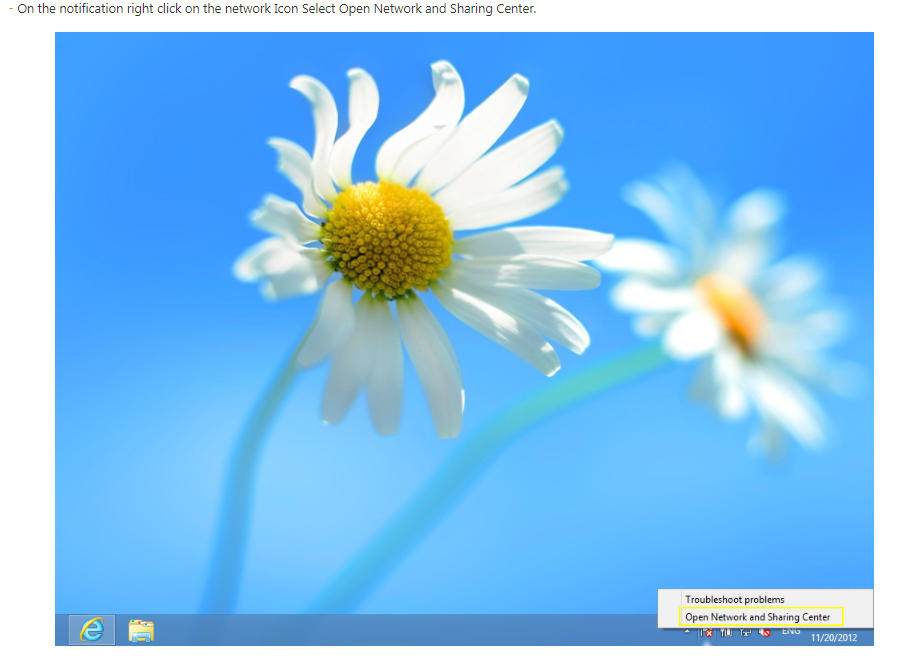 - On the notification right click on the network Icon Select Open Network and Sharing Center.
Troubleshoot problems
Open Network and Sharing Center
ENG
11/20/2012